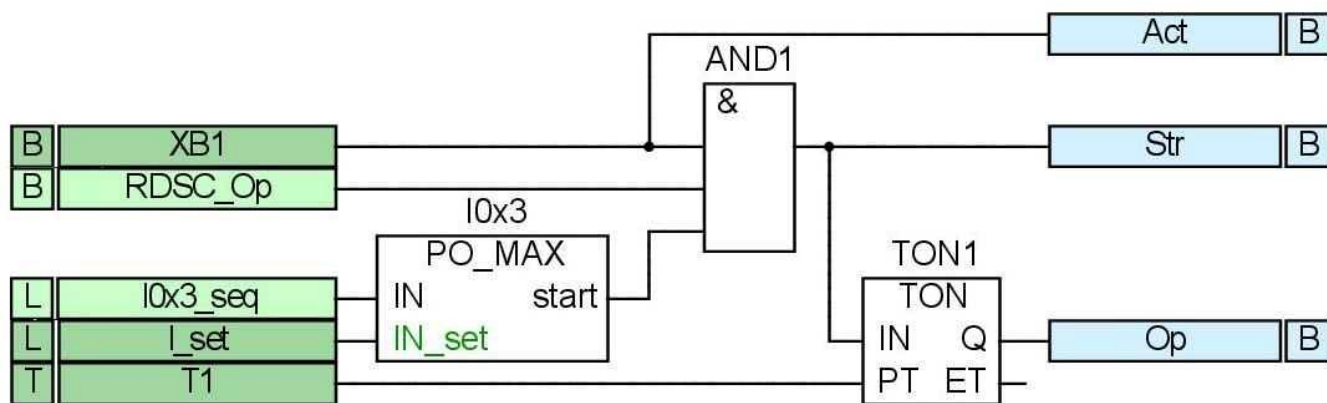 Act B
AND1
&
B XB1
Str B
B RDSC_Op
I0x3
PO_MAX
TON1
L I0x3_seq
IN start
TON
L I_set
IN_set
IN Q
Op B
T T1
PT ET